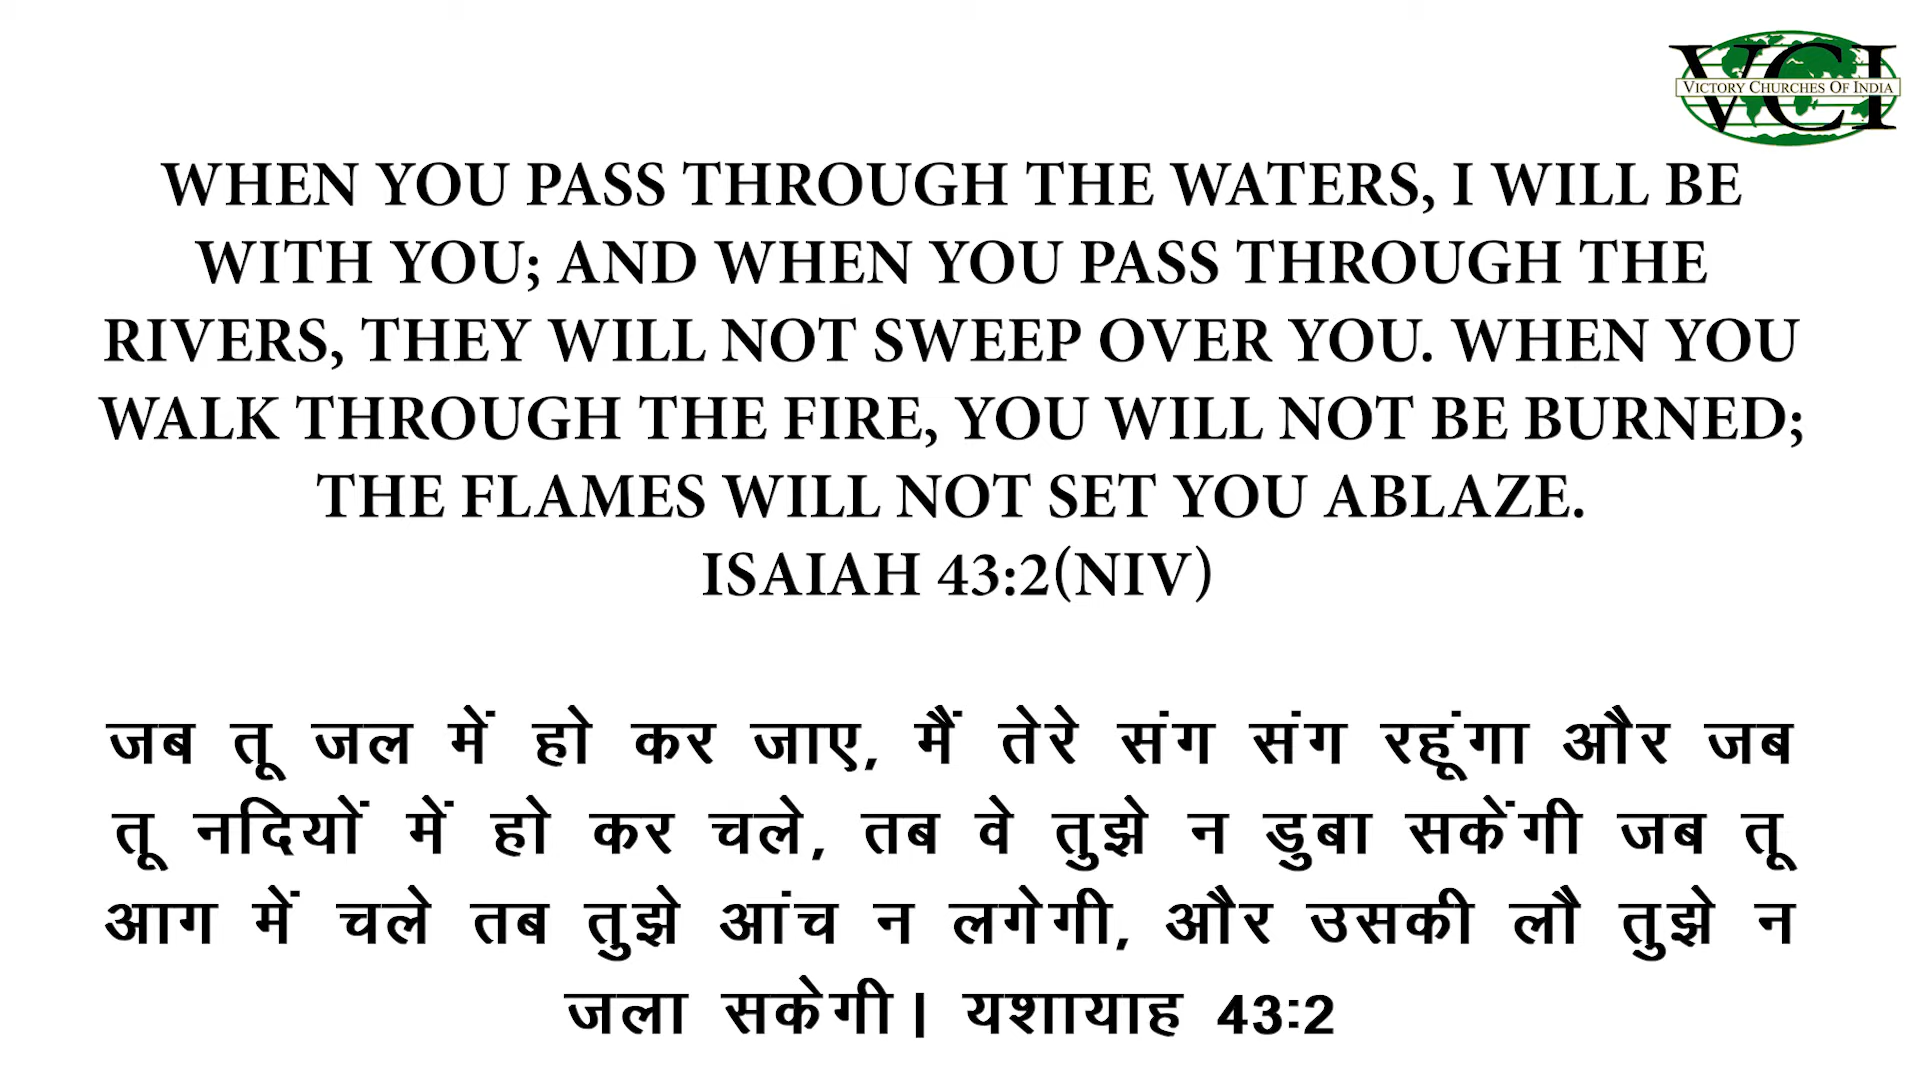 VCI
VICTORY CHURCHES OF INDIA
WHEN YOU PASS THROUGH THE WATERS, I WILL BE
WITH YOU; AND WHEN YOU PASS THROUGH THE
RIVERS, THEY WILL NOT SWEEP OVER YOU. WHEN YOU
WALK THROUGH THE FIRE, YOU WILL NOT BE BURNED;
THE FLAMES WILL NOT SET YOU ABLAZE.
ISAIAH 43:2(NIV)
जब तू जल में हो कर जाए, मैं तेरे संग संग रहूंगा और जब
तू नदियों में हो कर चले, तब वे तुझे न डुबा सकेंगी जब तू
आग में चले तब तुझे आंच न लगेगी, और उसकी लौ तुझे न
जला सकेगी। यशायाह 43:2